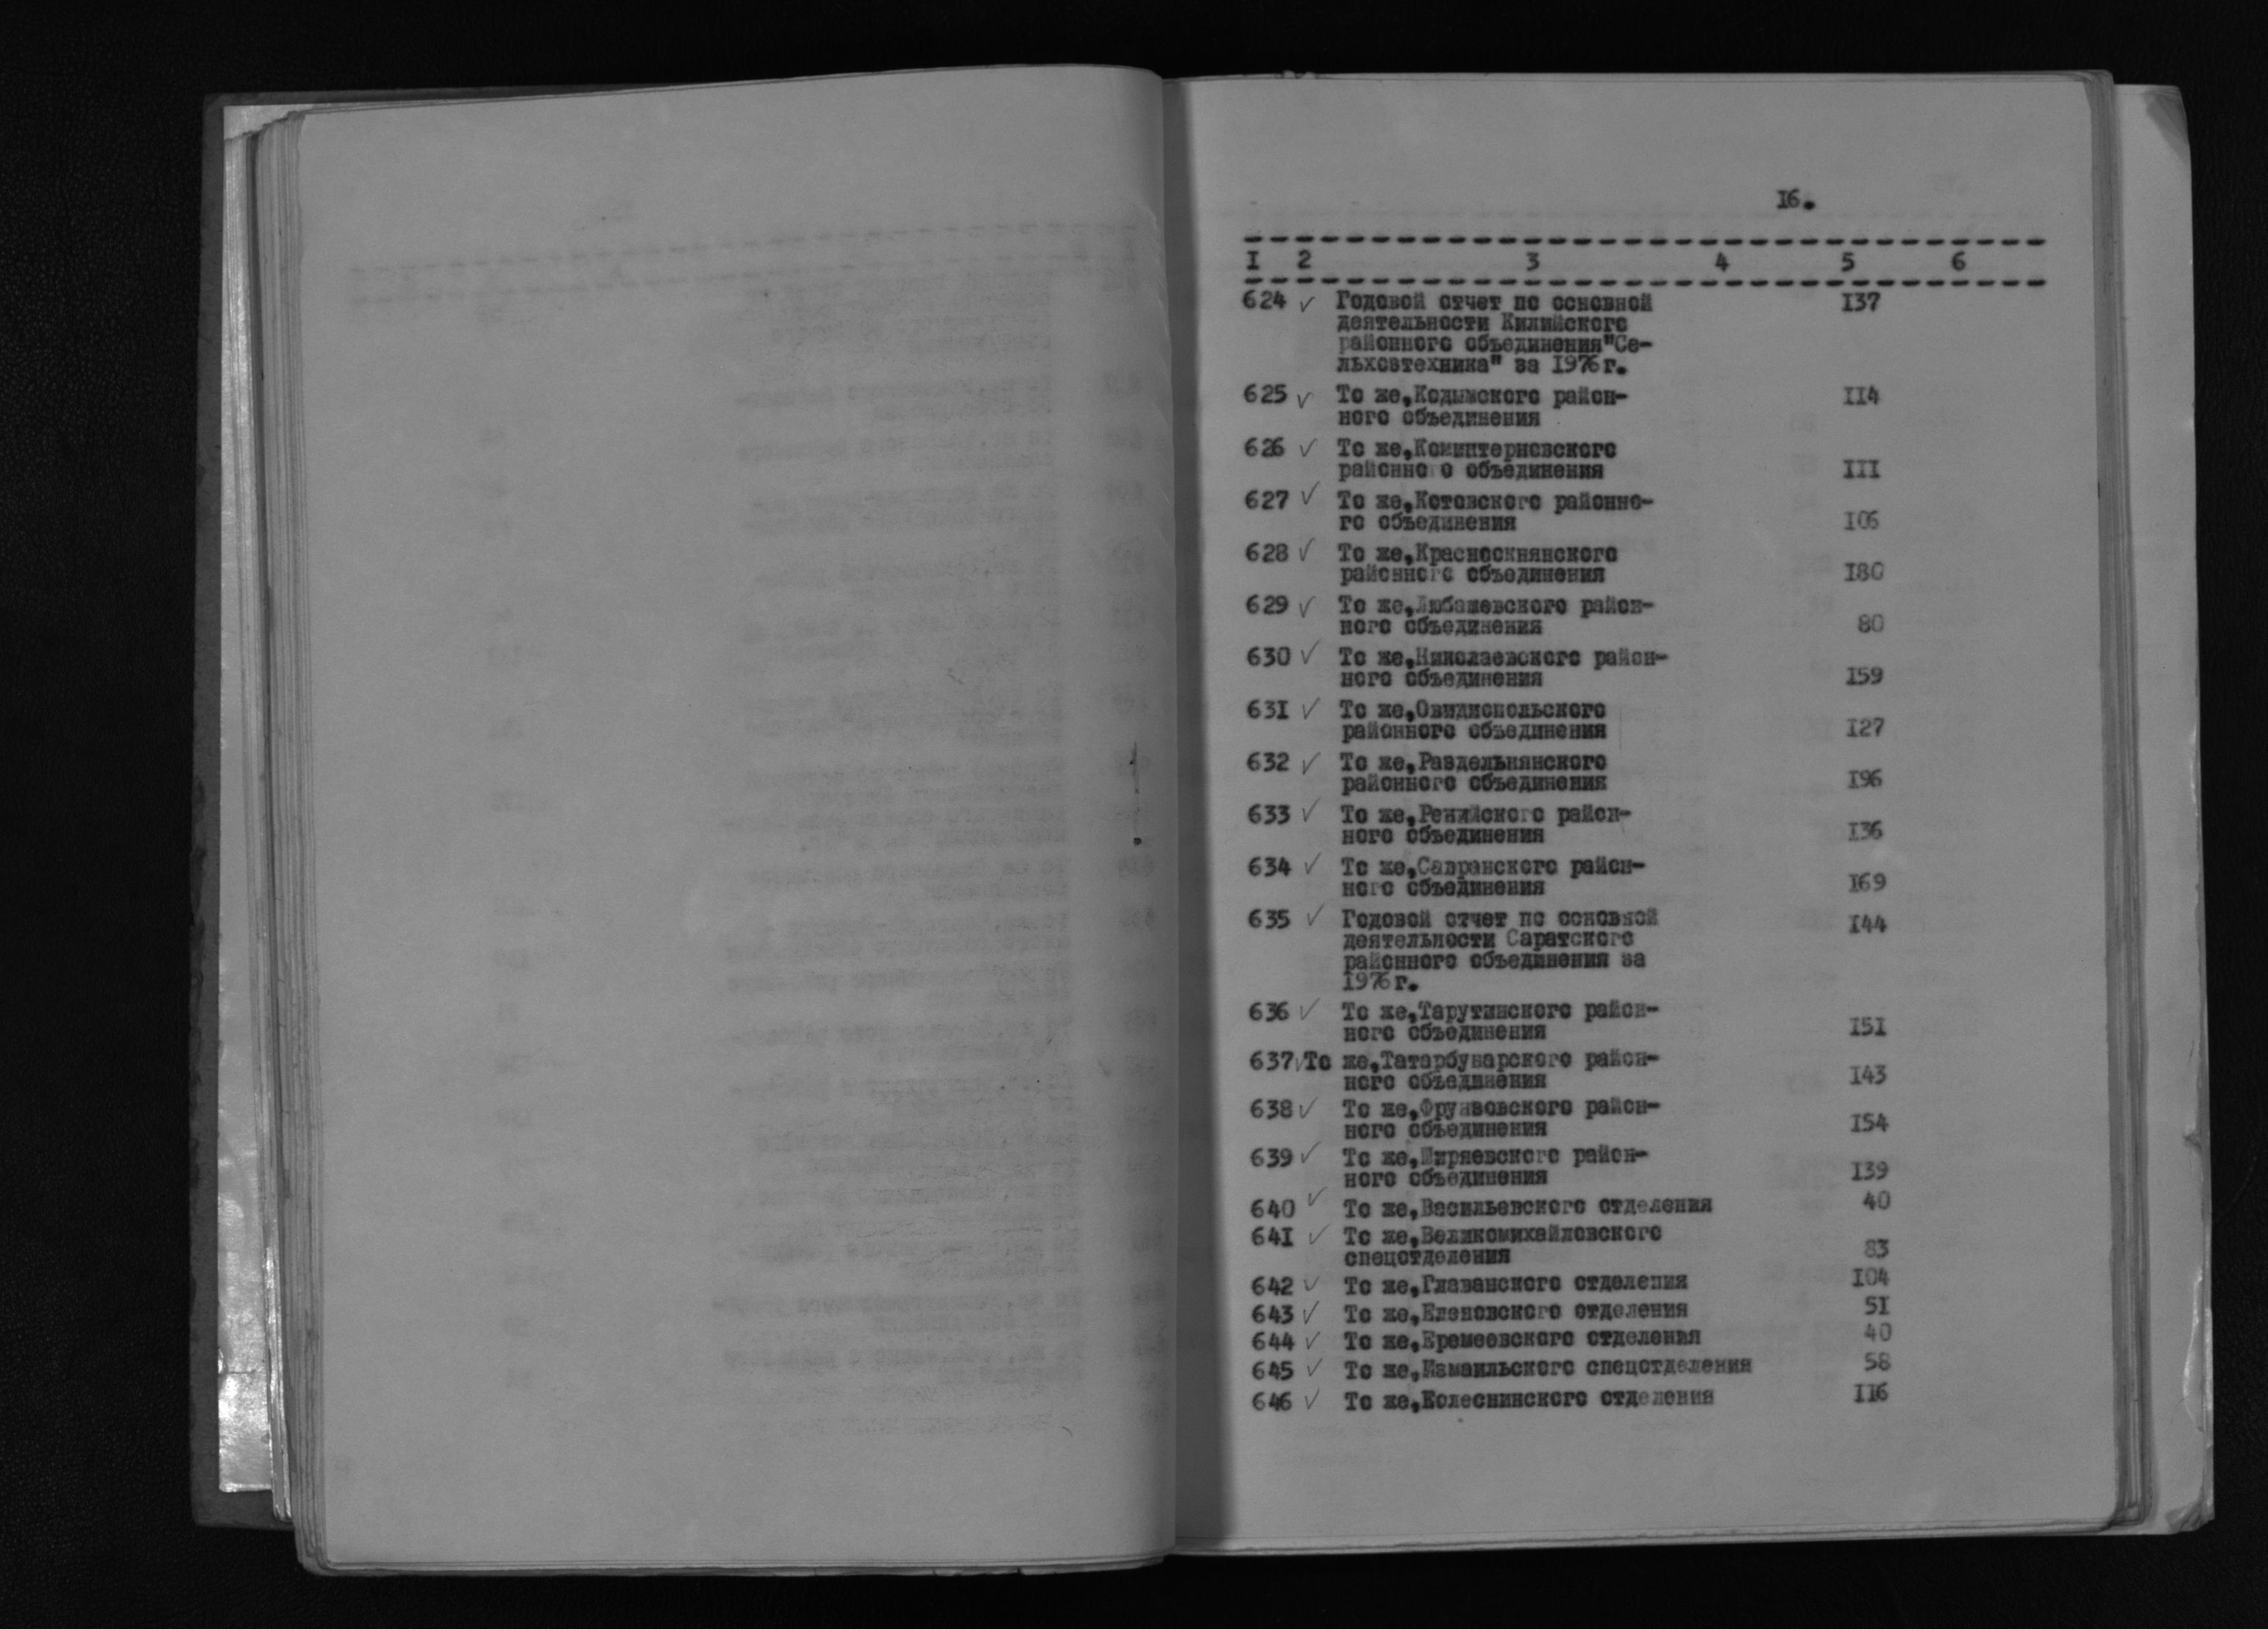 16.
I 2 3 4 5 6
624 ✓ Годовой отчет по основной 137
деятельности Килийского
районного объединения"Се-
льхозтехника" за 1976г.
625 ✓ То же,Кодымского район- 114
ного объединения
626 ✓ То же,Коминтерновского
районного объединения III
627 ✓ То же,Котовского районно-
го объединения 106
628 ✓ То же,Красноокнянского
районного объединения 180
629 ✓ То же,Любашевского район-
ного объединения 80
630 ✓ То же,Николаевского район-
ного объединения 159
631 ✓ То же,Овидиопольского
районного объединения 127
632 ✓ То же,Раздельнянского
районного объединения 196
633 ✓ То же,Ренийского район-
ного объединения 136
634 ✓ То же,Савранского район-
ного объединения 169
635 ✓ Годовой отчет по основной 144
деятельности Саратского
районного объединения за
1976г.
636 ✓ То же,Тарутинского район-
ного объединения 151
637 ✓ То же,Татарбунарского район-
ного объединения 143
638 ✓ То же,Фрунзовского район-
ного объединения 154
639 ✓ То же,Ширяевского район-
ного объединения 139
640 ✓ То же,Васильевского отделения 40
641 ✓ То же,Великомихайловского
спецотделения 83
642 ✓ То же,Главанского отделения 104
643 ✓ То же,Еленовского отделения 51
644 ✓ То же,Еремеевского отделения 40
645 ✓ То же,Измаильского спецотделения 58
646 ✓ То же,Колеснинского отделения 116